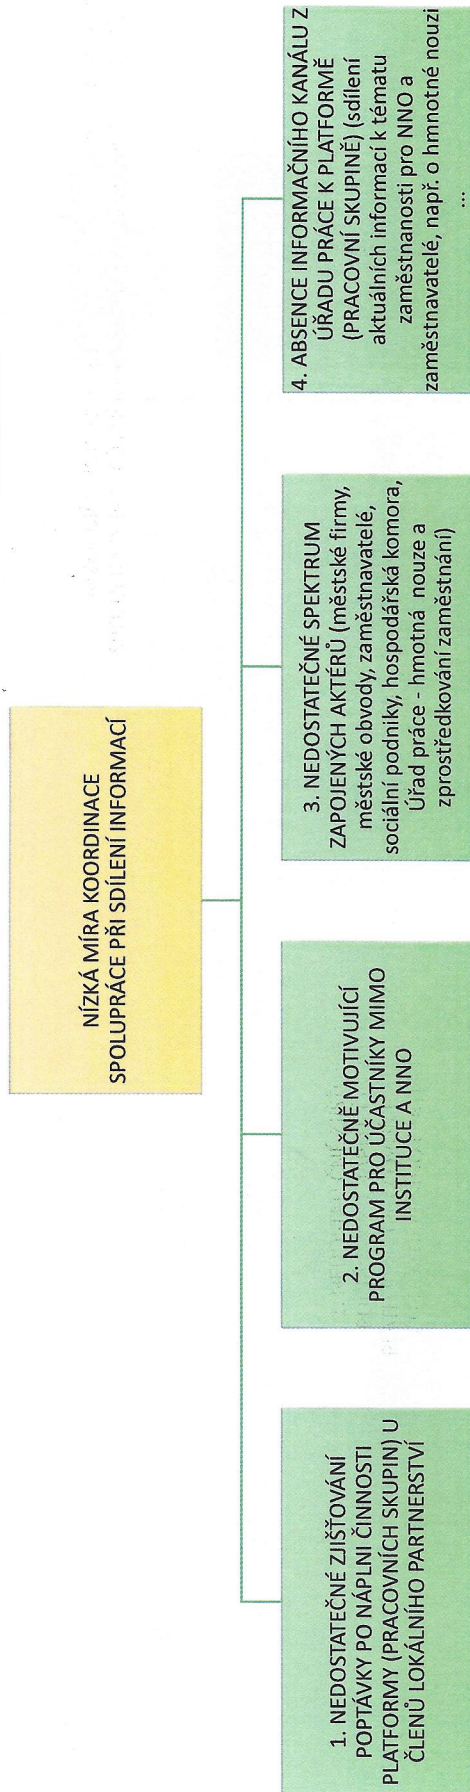 NÍZKÁ MÍRA KOORDINACE
SPOLUPRÁCE PŘI SDÍLENÍ INFORMACÍ
1. NEDOSTATEČNÉ ZJIŠŤOVÁNÍ
POPTÁVKY PO NÁPLNI ČINNOSTI
PLATFORMY (PRACOVNÍCH SKUPIN) U
ČLENŮ LOKÁLNÍHO PARTNERSTVÍ
2. NEDOSTATEČNĚ MOTIVUJÍCÍ
PROGRAM PRO ÚČASTNÍKY MIMO
INSTITUCE A NNO
3. NEDOSTATEČNÉ SPEKTRUM
ZAPOJENÝCH AKTÉRŮ (městské firmy,
městské obvody, zaměstnavatelé,
sociální podniky, hospodářská komora,
Úřad práce - hmotná nouze a
zprostředkování zaměstnání)
4. ABSENCE INFORMAČNÍHO KANÁLU Z
ÚŘADU PRÁCE K PLATFORMĚ
(PRACOVNÍ SKUPINĚ) (sdílení
aktuálních informací k tématu
zaměstnanosti pro NNO a
zaměstnavatelé, např. o hmnotné nouzi
...